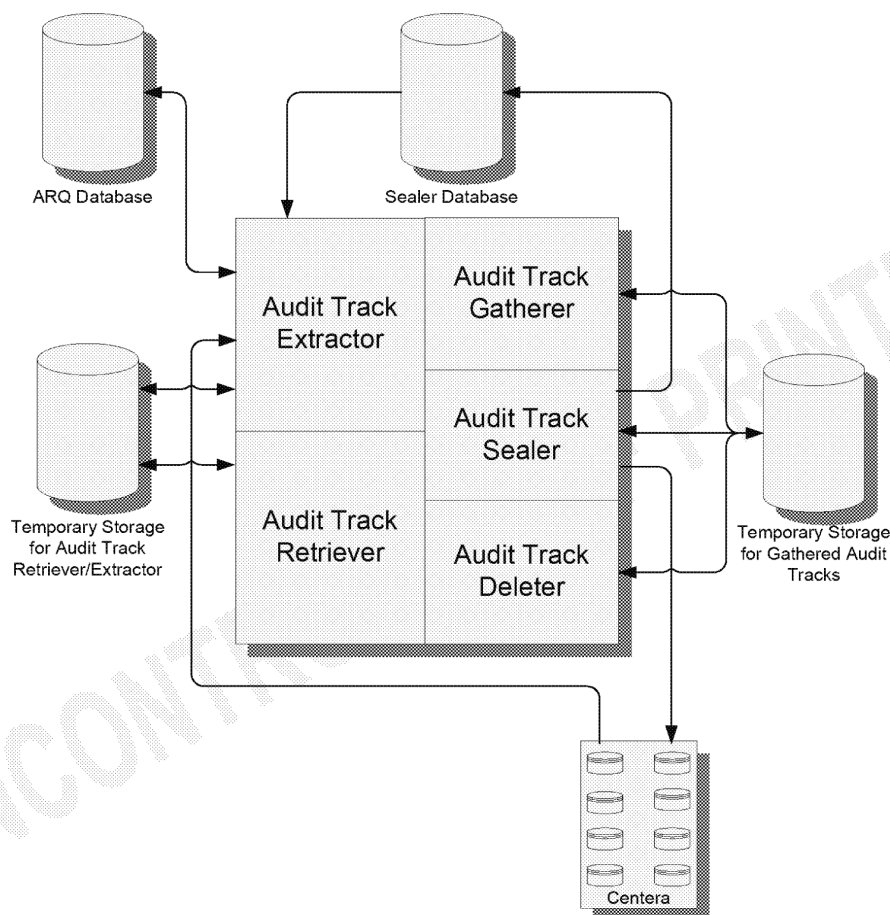 ARQ Database
Sealer Database
Audit Track
Extractor
Audit Track
Gatherer
Audit Track
Sealer
Audit Track
Retriever
Audit Track
Deleter
Temporary Storage
for Audit Track
Retriever/Extractor
Temporary Storage
for Gathered Audit
Tracks
Centera